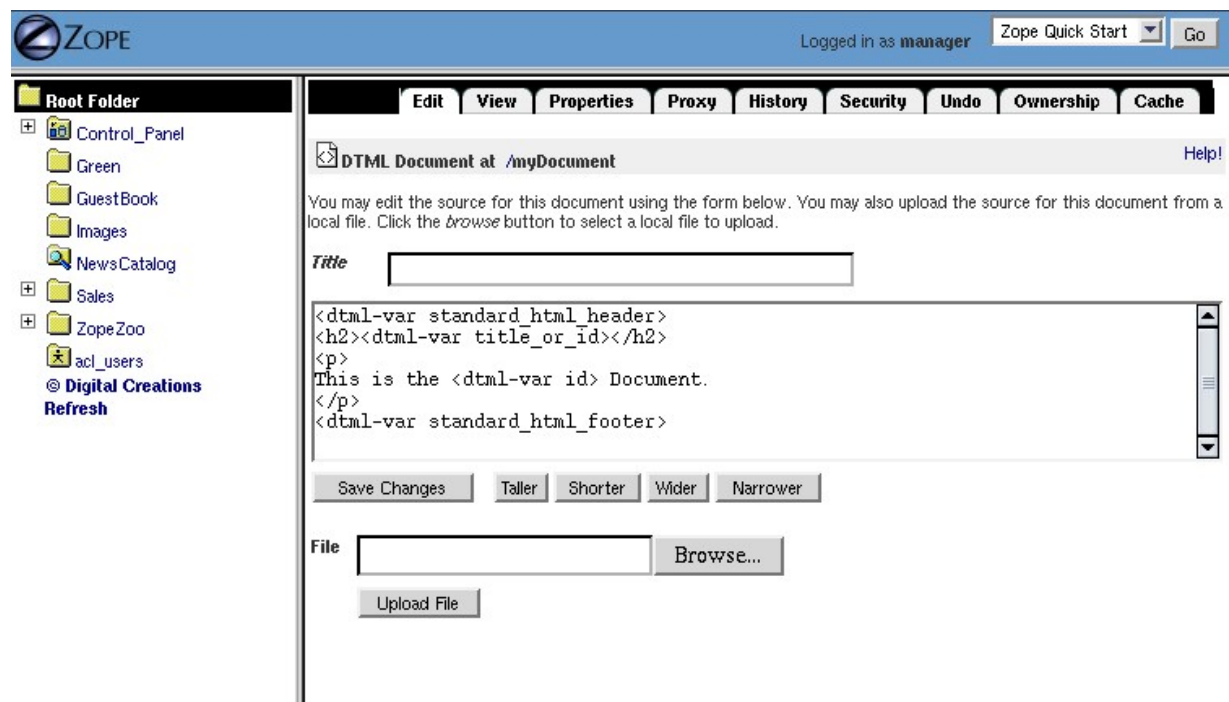 ZOPE
Logged in as manager
Zope Quick Start
Go
Root Folder
Control_Panel
Green
GuestBook
Images
NewsCatalog
Sales
ZopeZoo
acl_users
© Digital Creations
Refresh
Edit View Properties Proxy History Security Undo Ownership Cache
DTML Document at /myDocument
Help!
You may edit the source for this document using the form below. You may also upload the source for this document from a
local file. Click the browse button to select a local file to upload.
Title
<dtml-var standard_html_header>
<h2><dtml-var title_or_id></h2>
<p>
This is the <dtml-var id> Document.
</p>
<dtml-var standard_html_footer>
Save Changes Taller Shorter Wider Narrower
File Browse...
Upload File